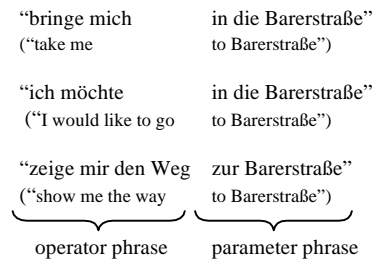 “bringe mich in die Barerstraße”
(“take me to Barerstraße”)
“ich möchte in die Barerstraße”
(“I would like to go to Barerstraße”)
“zeige mir den Weg zur Barerstraße”
(“show me the way to Barerstraße”)
operator phrase parameter phrase